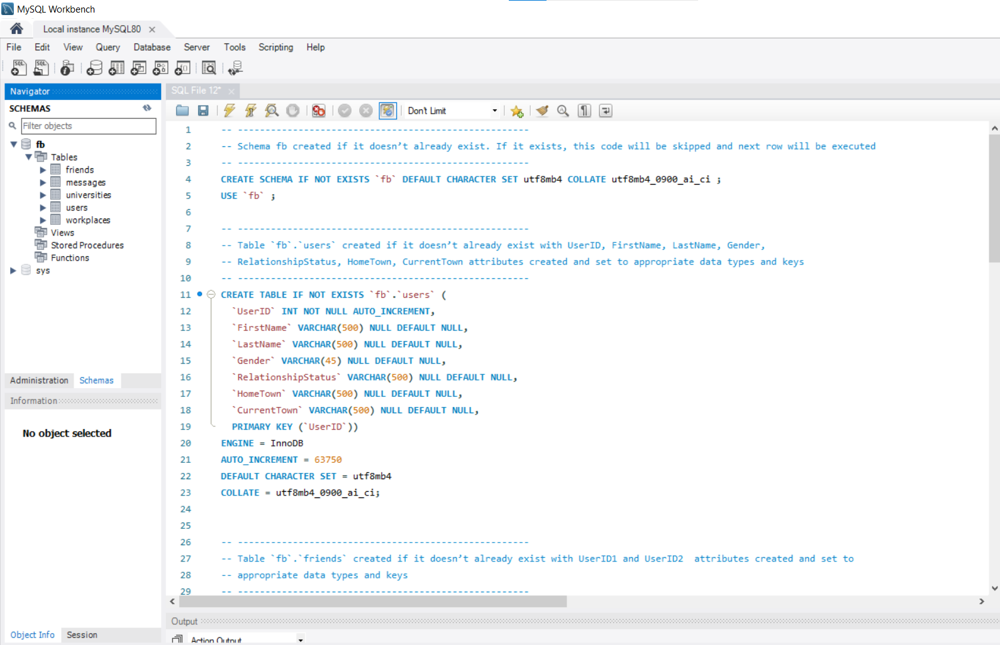 MySQL Workbench
Local instance MySQL80
File Edit View Query Database Server Tools Scripting Help
Navigator
SCHEMAS
Filter objects
fb
Tables
friends
messages
universities
users
workplaces
Views
Stored Procedures
Functions
sys
Administration Schemas
Information
No object selected
Object Info Session
SQL File 12*
Don't Limit
1 -- -----------------------------------------------------
2 -- Schema fb created if it doesn’t already exist. If it exists, this code will be skipped and next row will be executed
3 -- -----------------------------------------------------
4 CREATE SCHEMA IF NOT EXISTS `fb` DEFAULT CHARACTER SET utf8mb4 COLLATE utf8mb4_0900_ai_ci ;
5 USE `fb` ;
6
7 -- -----------------------------------------------------
8 -- Table `fb`.`users` created if it doesn’t already exist with UserID, FirstName, LastName, Gender,
9 -- RelationshipStatus, HomeTown, CurrentTown attributes created and set to appropriate data types and keys
10 -- -----------------------------------------------------
11 CREATE TABLE IF NOT EXISTS `fb`.`users` (
12 `UserID` INT NOT NULL AUTO_INCREMENT,
13 `FirstName` VARCHAR(500) NULL DEFAULT NULL,
14 `LastName` VARCHAR(500) NULL DEFAULT NULL,
15 `Gender` VARCHAR(45) NULL DEFAULT NULL,
16 `RelationshipStatus` VARCHAR(500) NULL DEFAULT NULL,
17 `HomeTown` VARCHAR(500) NULL DEFAULT NULL,
18 `CurrentTown` VARCHAR(500) NULL DEFAULT NULL,
19 PRIMARY KEY (`UserID`))
20 ENGINE = InnoDB
21 AUTO_INCREMENT = 63750
22 DEFAULT CHARACTER SET = utf8mb4
23 COLLATE = utf8mb4_0900_ai_ci;
24
25
26 -- -----------------------------------------------------
27 -- Table `fb`.`friends` created if it doesn’t already exist with UserID1 and UserID2  attributes created and set to
28 -- appropriate data types and keys
29 -- -----------------------------------------------------
Output
Action Output